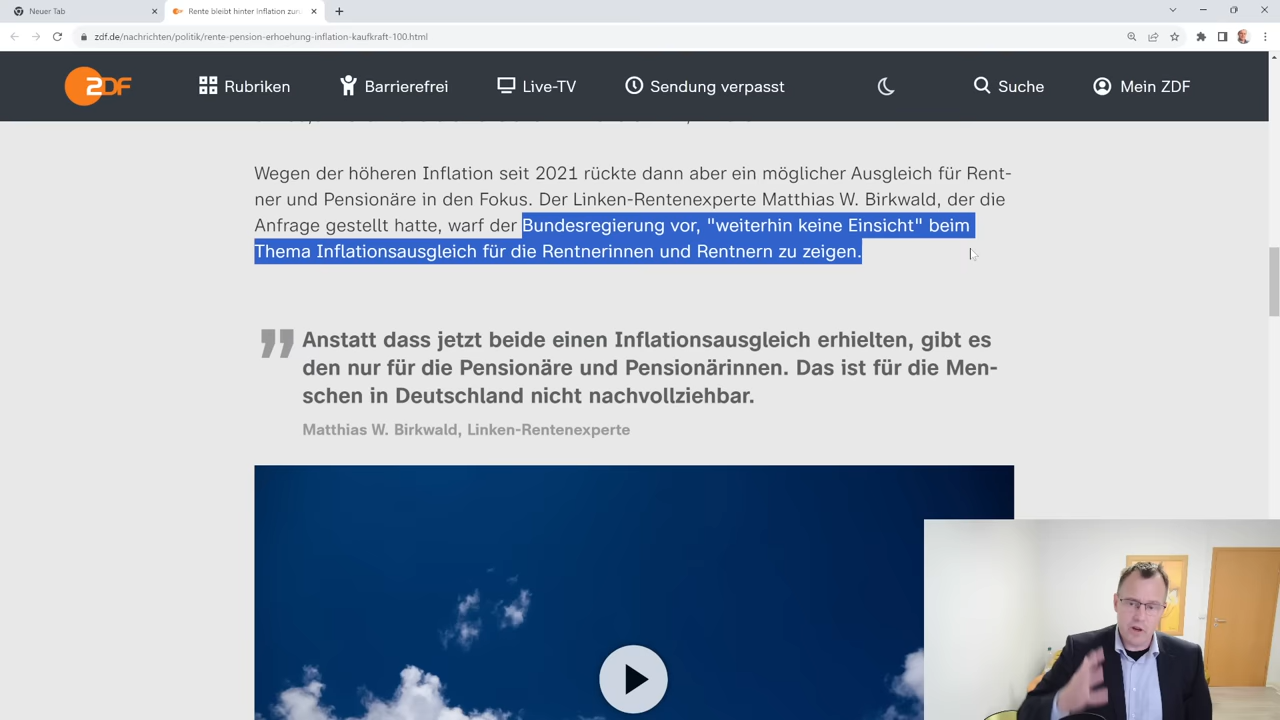 Neuer Tab
Rente bleibt hinter Inflation zurü
zdf.de/nachrichten/politik/rente-pension-erhoehung-inflation-kaufkraft-100.html
2DF
Rubriken
Barrierefrei
Live-TV
Sendung verpasst
Suche
Mein ZDF
Wegen der höheren Inflation seit 2021 rückte dann aber ein möglicher Ausgleich für Rent-
ner und Pensionäre in den Fokus. Der Linken-Rentenexperte Matthias W. Birkwald, der die
Anfrage gestellt hatte, warf der Bundesregierung vor, "weiterhin keine Einsicht" beim
Thema Inflationsausgleich für die Rentnerinnen und Rentnern zu zeigen.
Anstatt dass jetzt beide einen Inflationsausgleich erhielten, gibt es
den nur für die Pensionäre und Pensionärinnen. Das ist für die Men-
schen in Deutschland nicht nachvollziehbar.
Matthias W. Birkwald, Linken-Rentenexperte